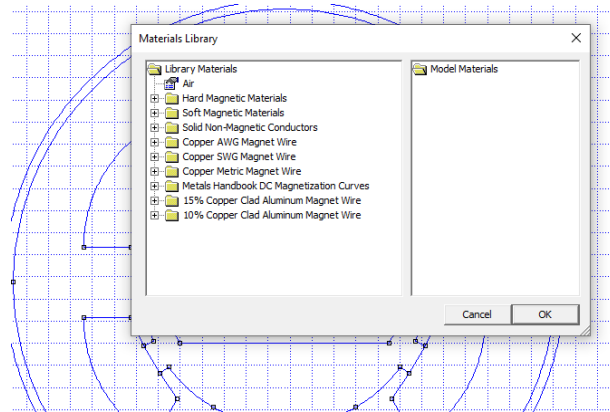 Materials Library
Library Materials
Air
Hard Magnetic Materials
Soft Magnetic Materials
Solid Non-Magnetic Conductors
Copper AWG Magnet Wire
Copper SWG Magnet Wire
Copper Metric Magnet Wire
Metals Handbook DC Magnetization Curves
15% Copper Clad Aluminum Magnet Wire
10% Copper Clad Aluminum Magnet Wire
Model Materials
Cancel
OK